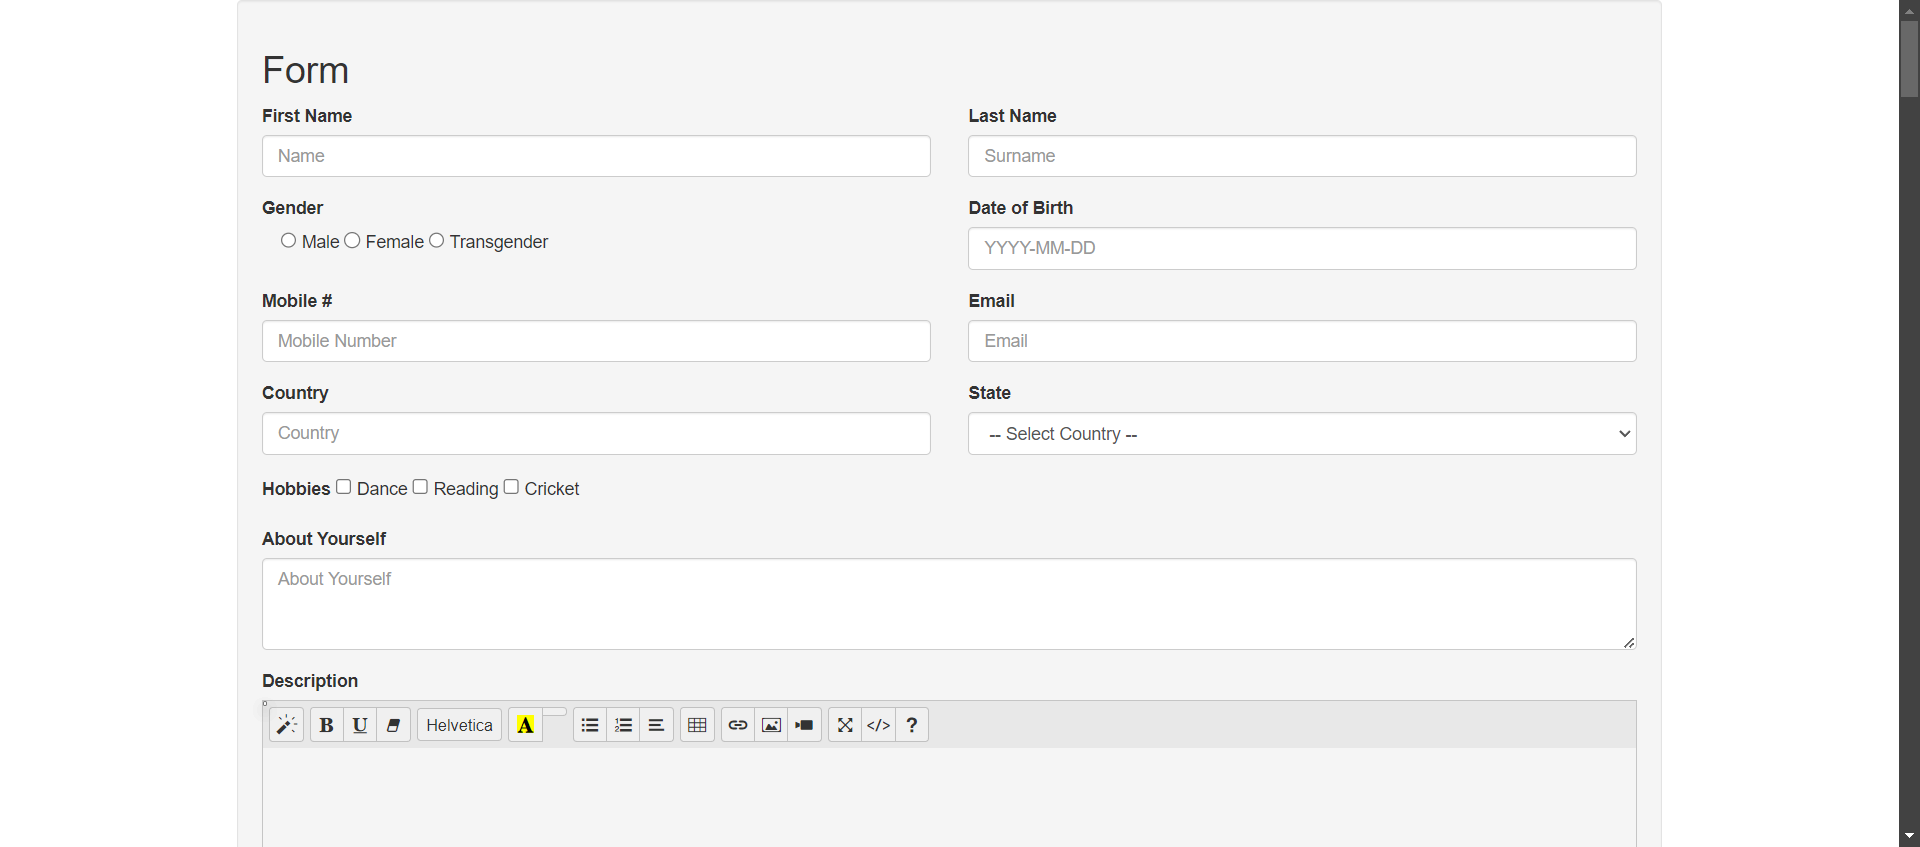 Form
First Name
Last Name
Name
Surname
Gender
Date of Birth
Male Female Transgender
YYYY-MM-DD
Mobile #
Email
Mobile Number
Email
Country
State
Country
-- Select Country --
Hobbies Dance Reading Cricket
About Yourself
About Yourself
Description
B U Helvetica A </> ?